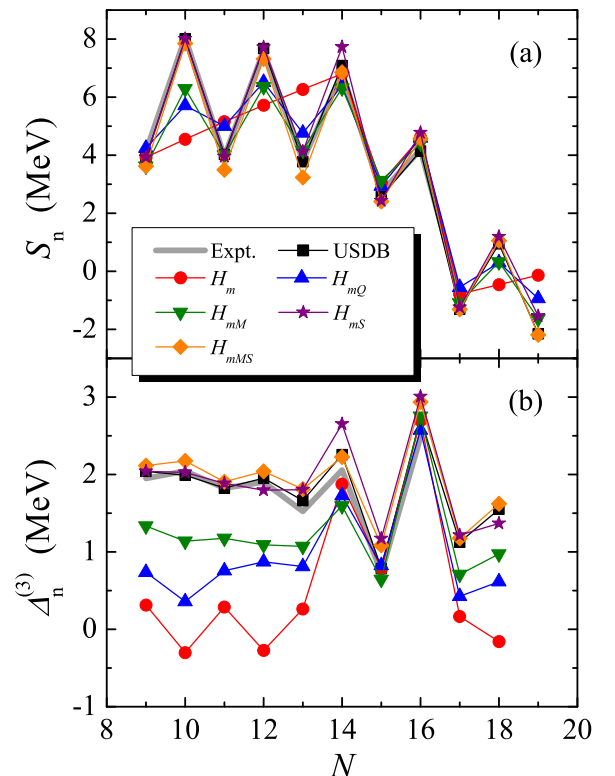 8
6
4
2
0
-2
S_n (MeV)
(a)
Expt. USDB
H_m H_mQ
H_mM H_mS
H_mMS
3
2
1
0
-1
Δ_n^(3) (MeV)
(b)
8 10 12 14 16 18 20
N